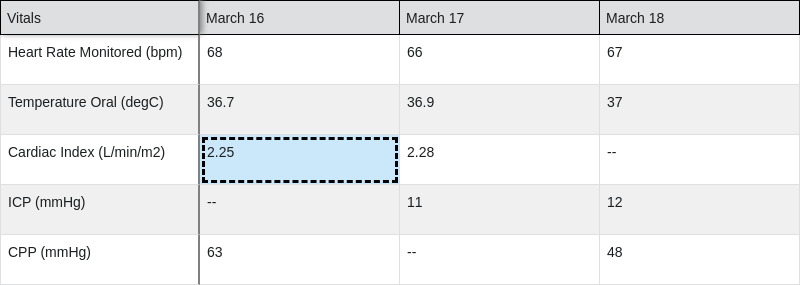 Vitals March 16 March 17 March 18
Heart Rate Monitored (bpm) 68 66 67
Temperature Oral (degC) 36.7 36.9 37
Cardiac Index (L/min/m2) 2.25 2.28 --
ICP (mmHg) -- 11 12
CPP (mmHg) 63 -- 48